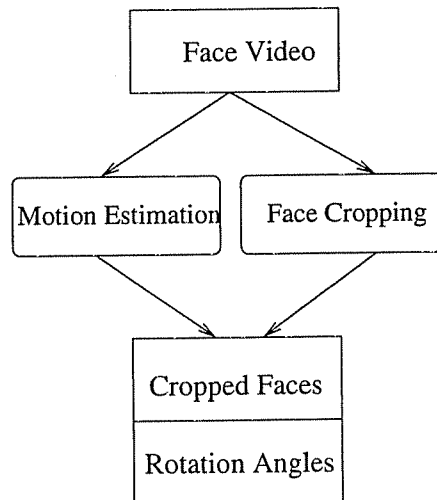 Face Video
Motion Estimation
Face Cropping
Cropped Faces
Rotation Angles